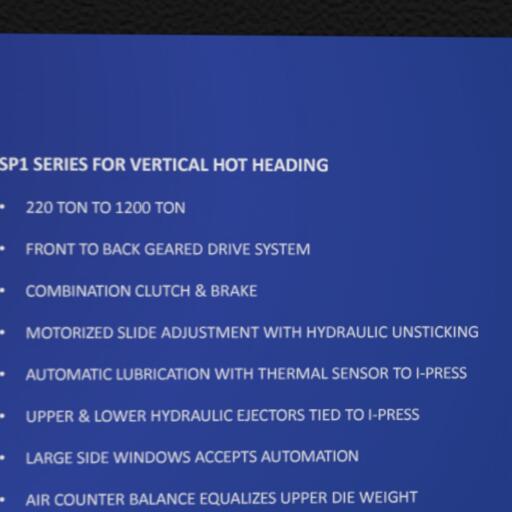 SP1 SERIES FOR VERTICAL HOT HEADING
• 220 TON TO 1200 TON
• FRONT TO BACK GEARED DRIVE SYSTEM
• COMBINATION CLUTCH & BRAKE
• MOTORIZED SLIDE ADJUSTMENT WITH HYDRAULIC UNSTICKING
• AUTOMATIC LUBRICATION WITH THERMAL SENSOR TO I-PRESS
• UPPER & LOWER HYDRAULIC EJECTORS TIED TO I-PRESS
• LARGE SIDE WINDOWS ACCEPTS AUTOMATION
• AIR COUNTER BALANCE EQUALIZES UPPER DIE WEIGHT